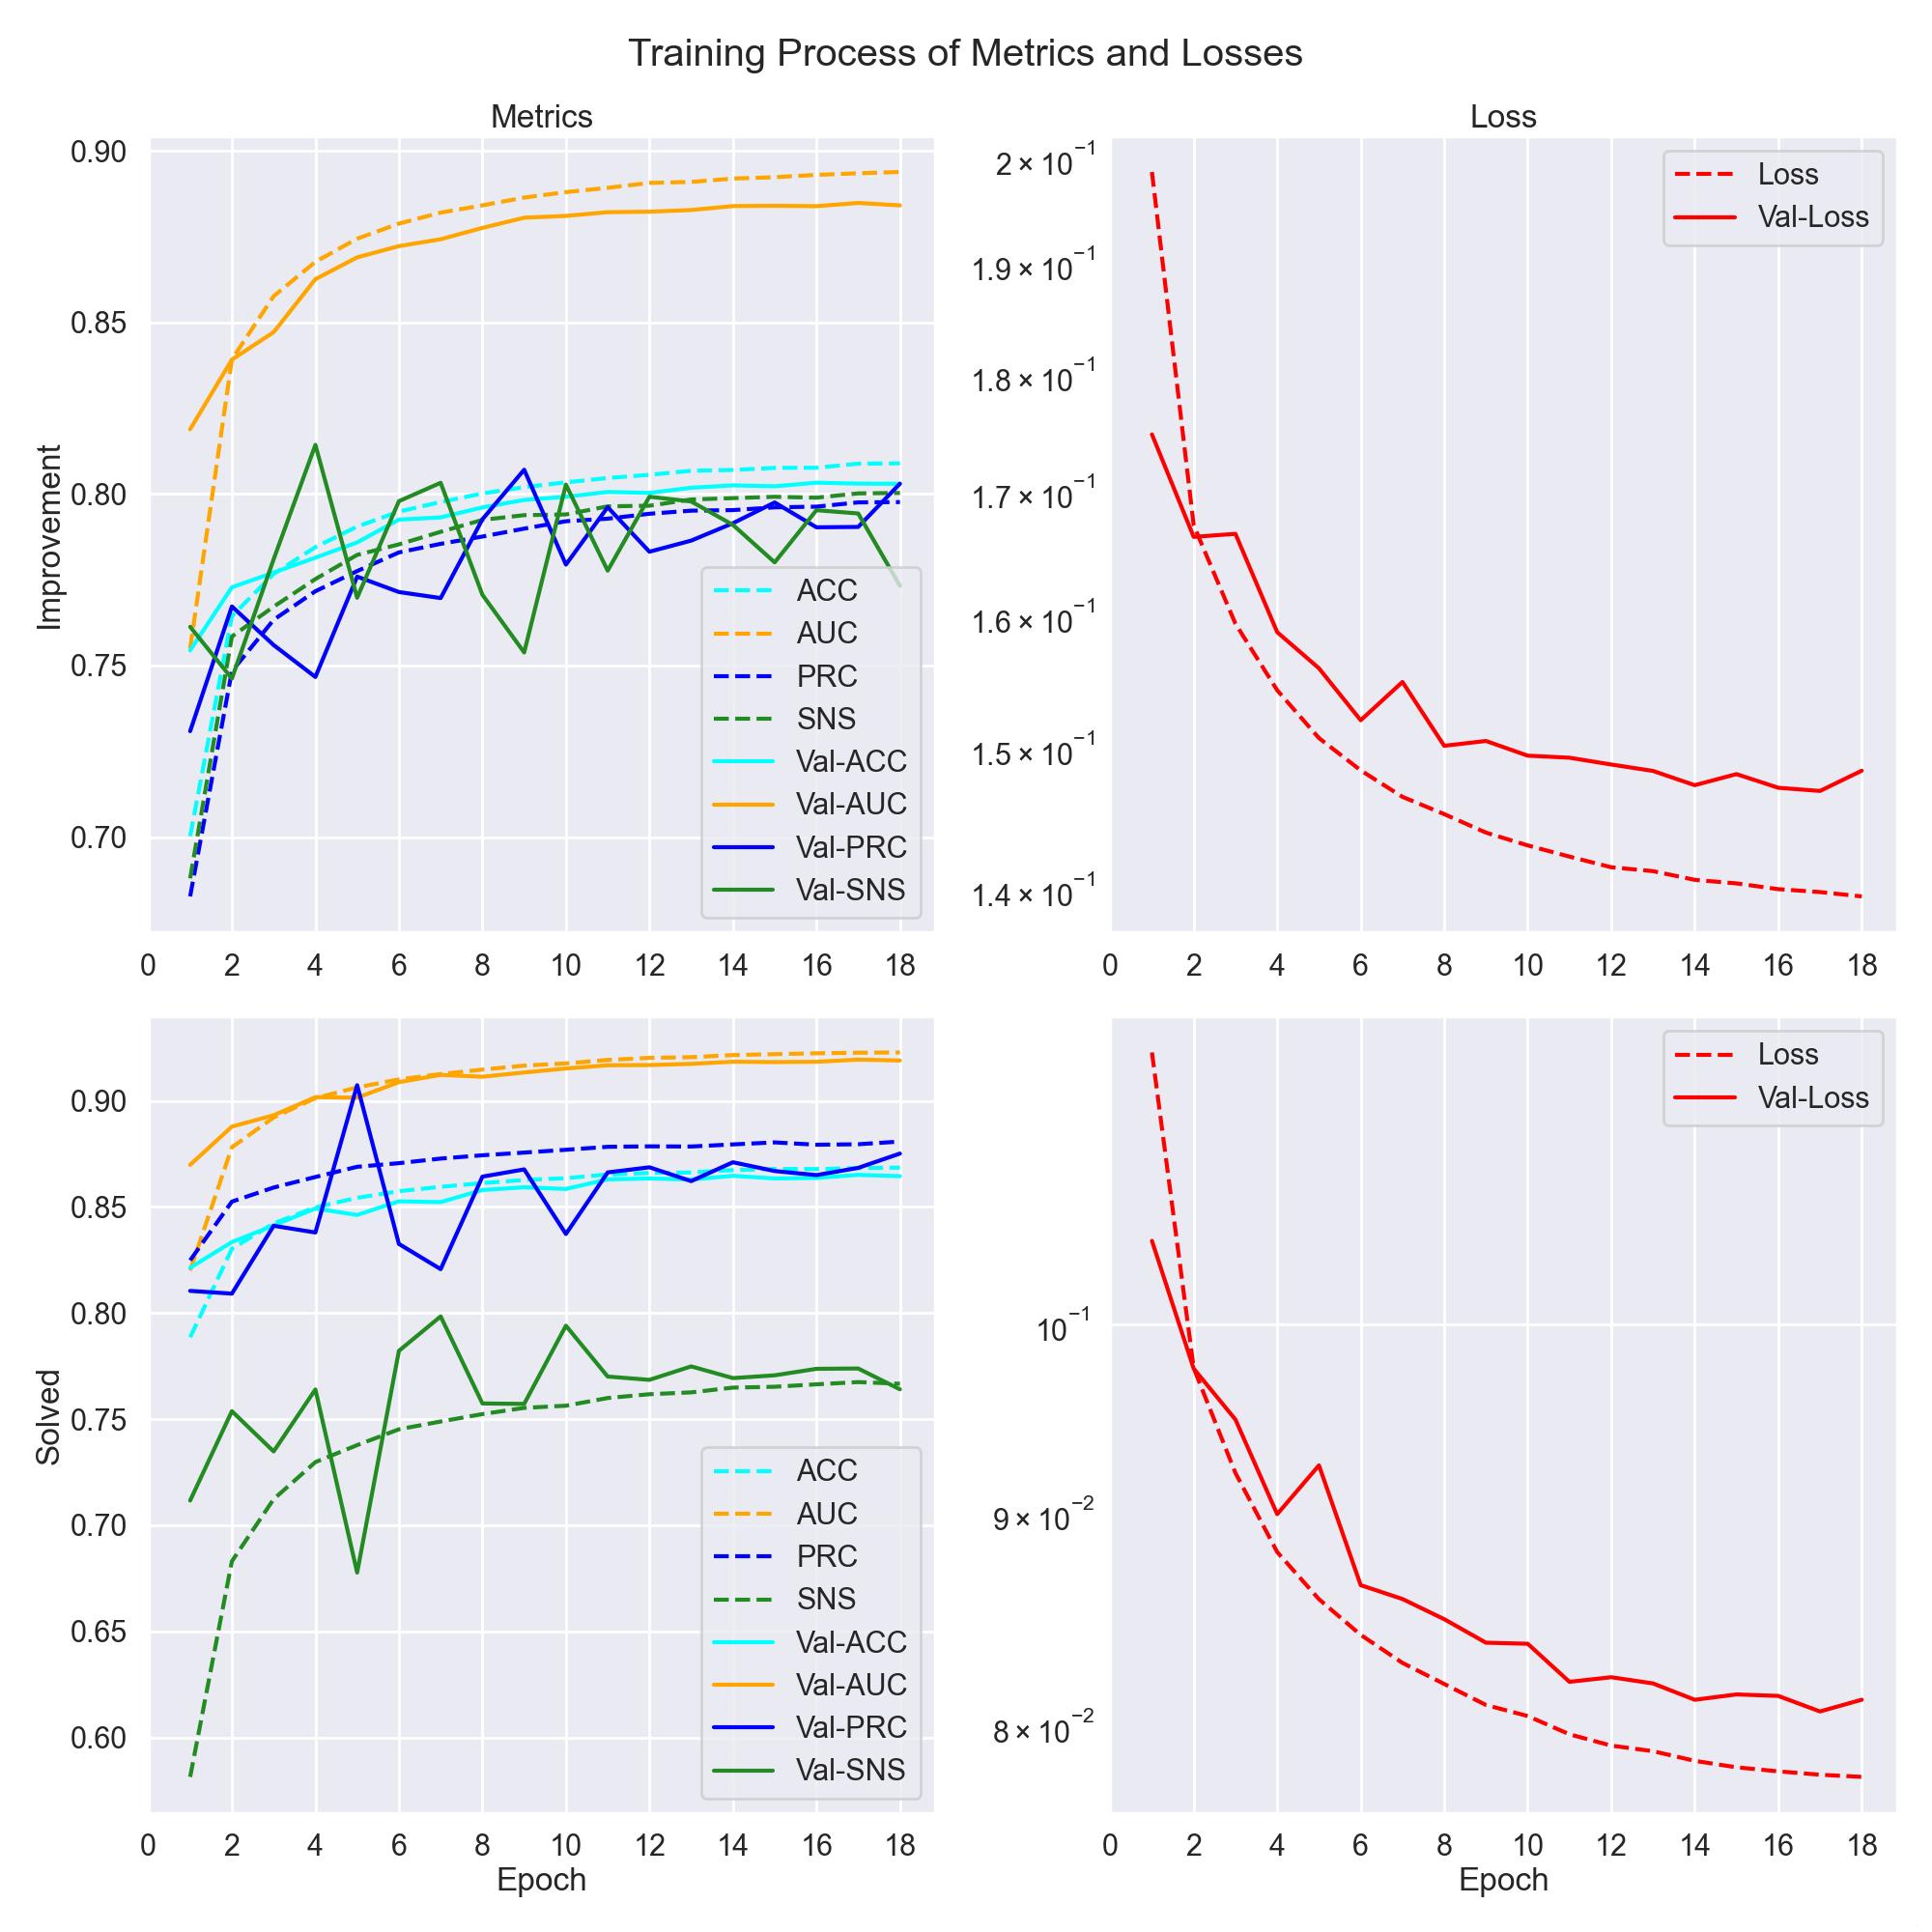 Training Process of Metrics and Losses
Metrics
Improvement
0.90
0.85
0.80
0.75
0.70
0 2 4 6 8 10 12 14 16 18
ACC
AUC
PRC
SNS
Val-ACC
Val-AUC
Val-PRC
Val-SNS
Loss
2 × 10⁻¹
1.9 × 10⁻¹
1.8 × 10⁻¹
1.7 × 10⁻¹
1.6 × 10⁻¹
1.5 × 10⁻¹
1.4 × 10⁻¹
0 2 4 6 8 10 12 14 16 18
Loss
Val-Loss
Solved
0.90
0.85
0.80
0.75
0.70
0.65
0.60
0 2 4 6 8 10 12 14 16 18
Epoch
ACC
AUC
PRC
SNS
Val-ACC
Val-AUC
Val-PRC
Val-SNS
10⁻¹
9 × 10⁻²
8 × 10⁻²
0 2 4 6 8 10 12 14 16 18
Epoch
Loss
Val-Loss